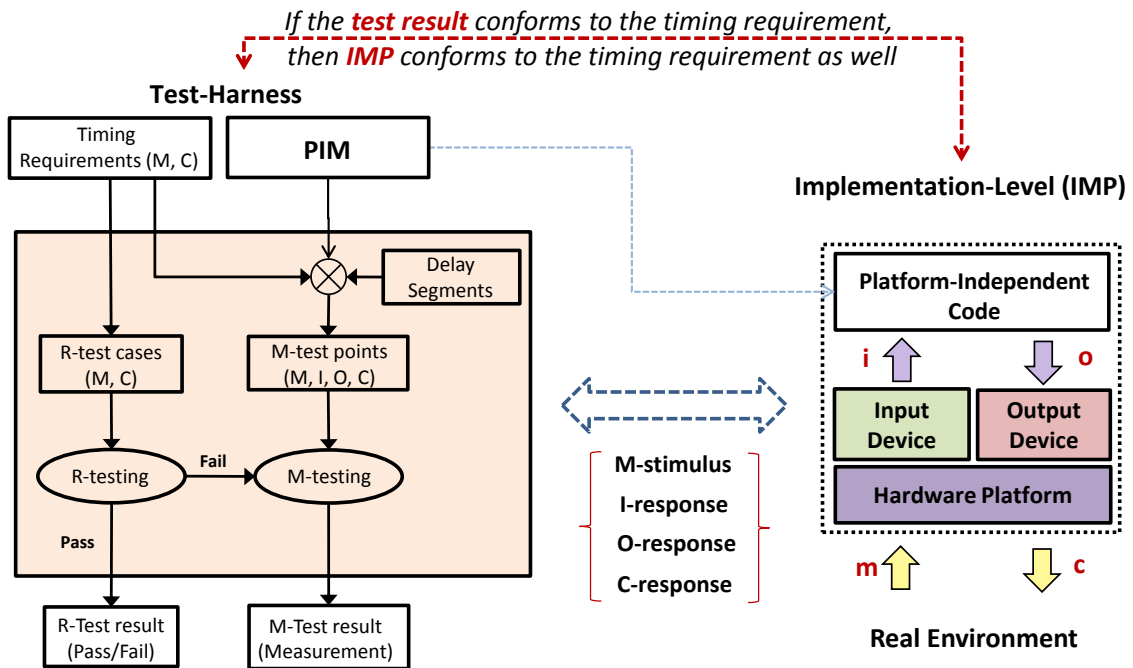 If the test result conforms to the timing requirement,
then IMP conforms to the timing requirement as well
Test-Harness
Timing
Requirements (M, C)
PIM
Delay
Segments
R-test cases
(M, C)
M-test points
(M, I, O, C)
R-testing
Fail
M-testing
Pass
R-Test result
(Pass/Fail)
M-Test result
(Measurement)
M-stimulus
I-response
O-response
C-response
Implementation-Level (IMP)
Platform-Independent
Code
i
o
Input
Device
Output
Device
Hardware Platform
m
c
Real Environment